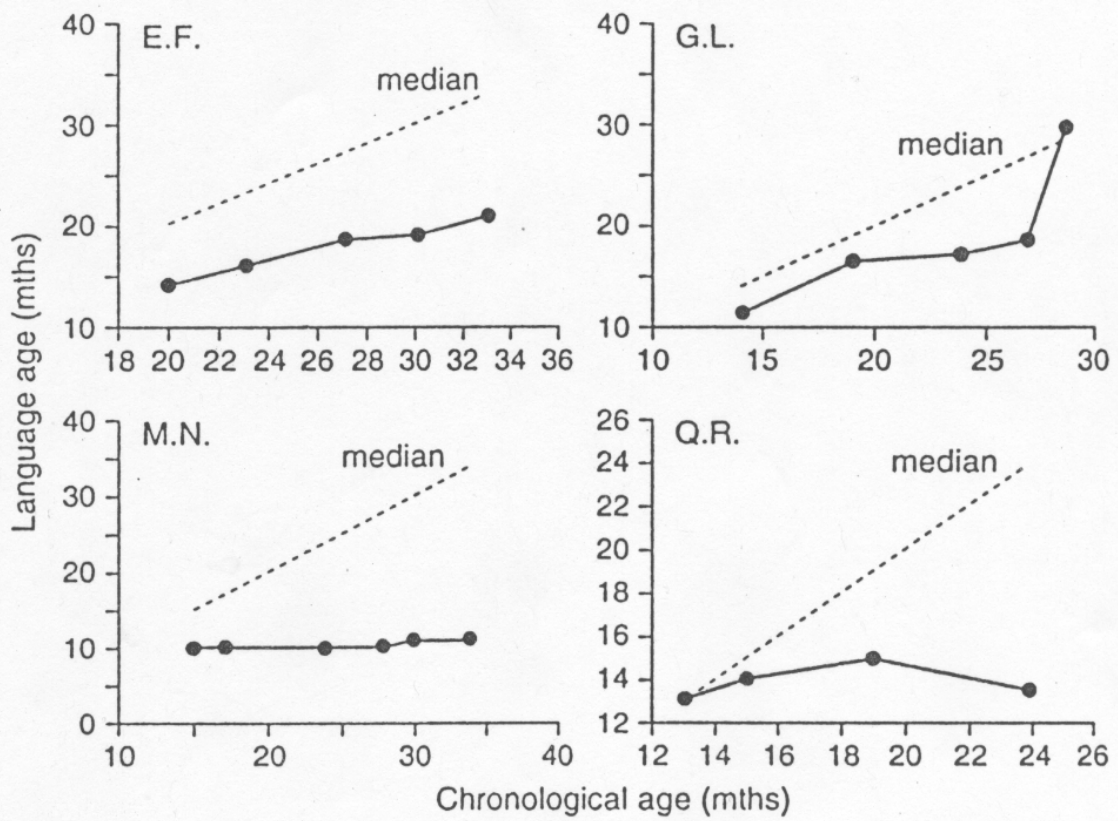 E.F.
median
40
30
20
10
18 20 22 24 26 28 30 32 34 36
G.L.
median
40
30
20
10
10 15 20 25 30
M.N.
median
40
30
20
10
0
10 20 30 40
Q.R.
median
26
24
22
20
18
16
14
12
12 14 16 18 20 22 24 26
Language age (mths)
Chronological age (mths)